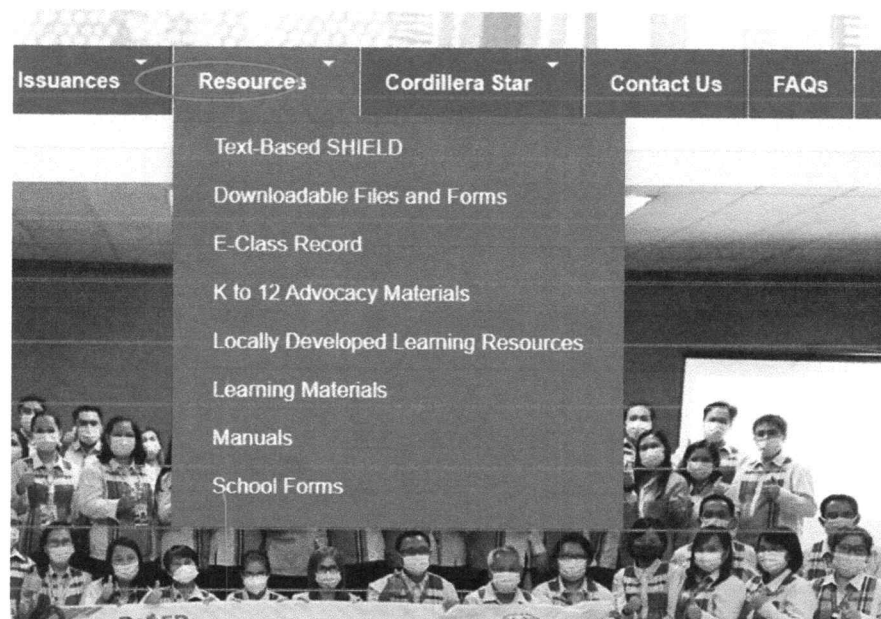 Issuances Resources Cordillera Star Contact Us FAQs
Text-Based SHIELD
Downloadable Files and Forms
E-Class Record
K to 12 Advocacy Materials
Locally Developed Learning Resources
Learning Materials
Manuals
School Forms